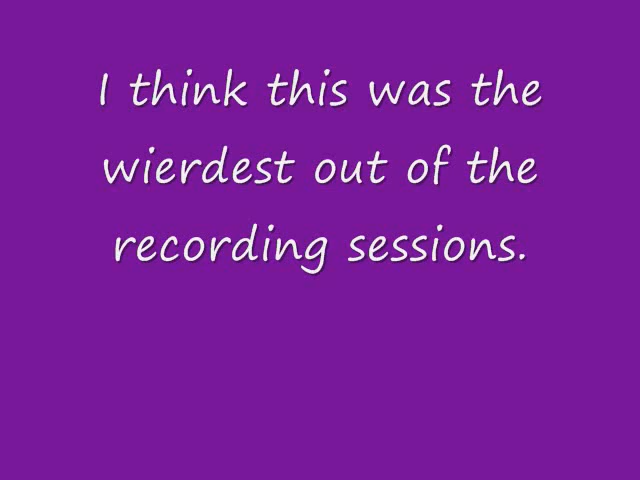 I think this was the
wierdest out of the
recording sessions.